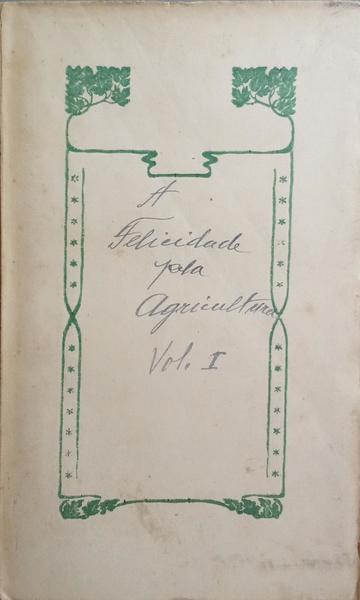 A
Felicidade
pela
Agricultura
Vol. I